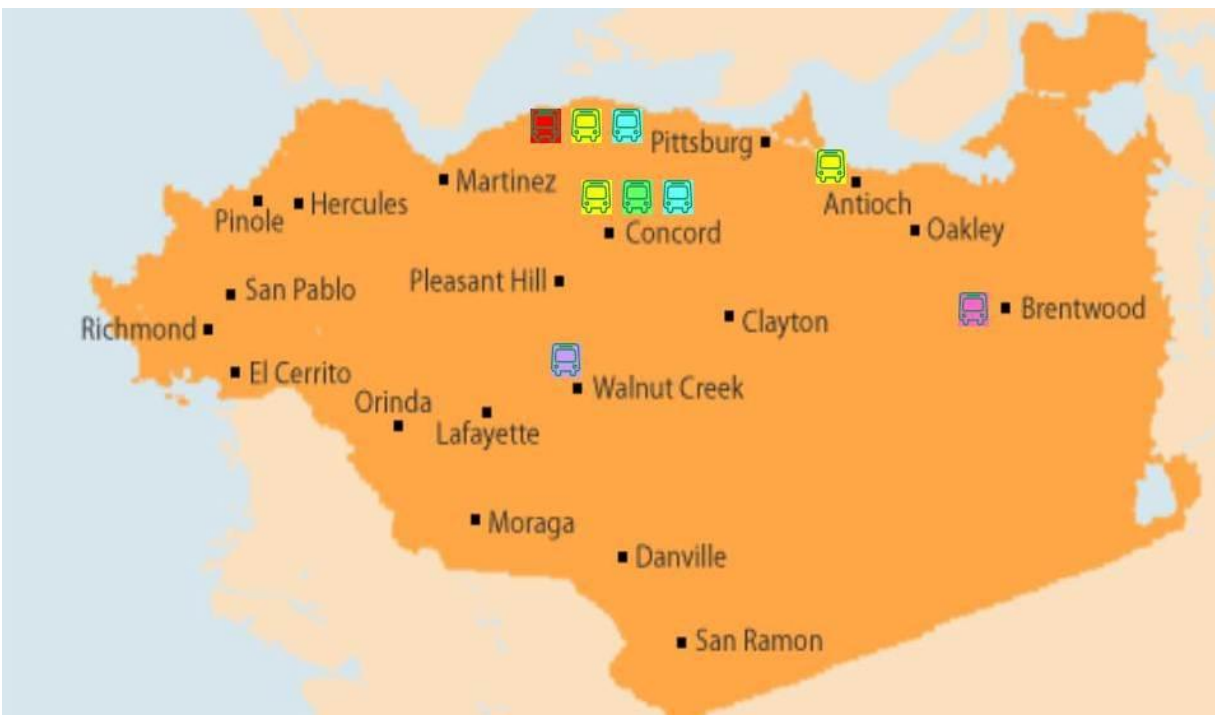 Pittsburg
Martinez
Antioch
Pinole
Hercules
Concord
Oakley
Pleasant Hill
San Pablo
Clayton
Brentwood
Richmond
El Cerrito
Walnut Creek
Orinda
Lafayette
Moraga
Danville
San Ramon